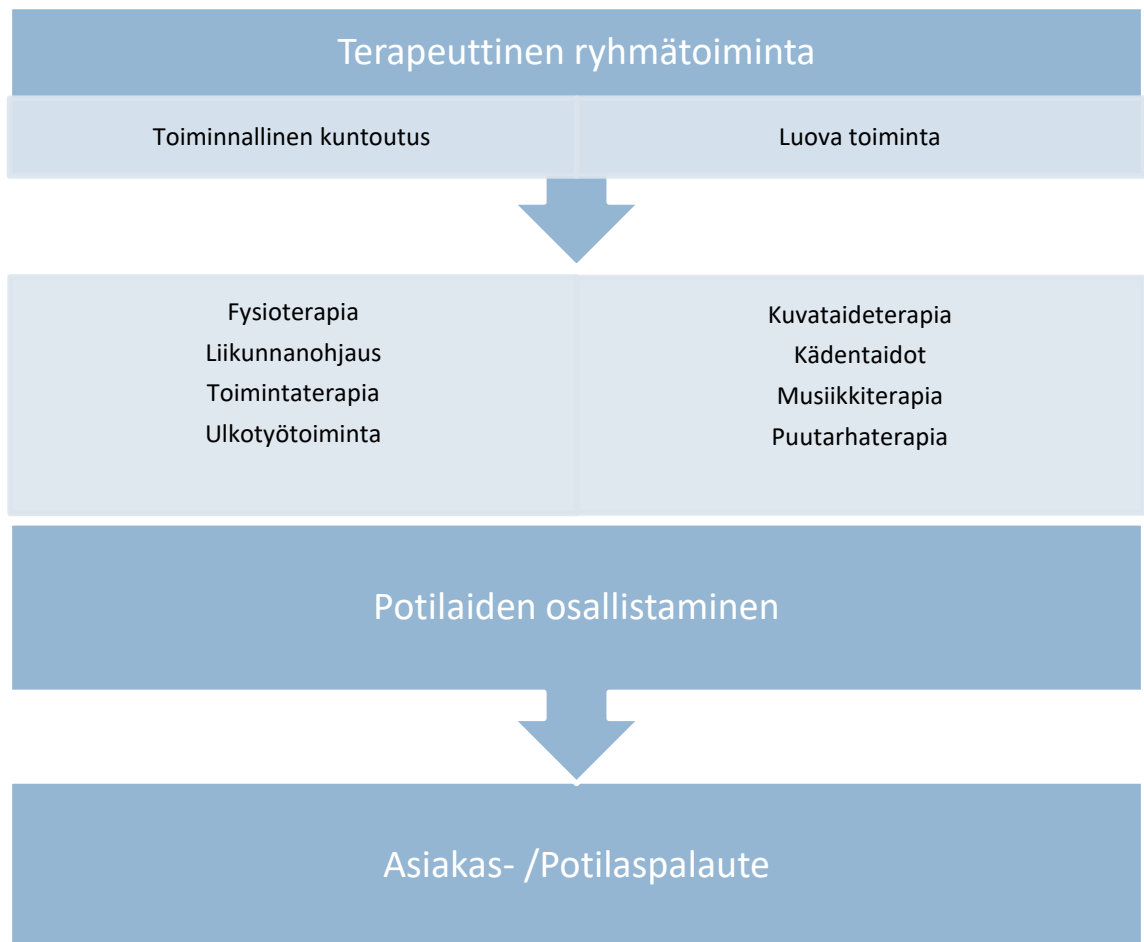 Terapeuttinen ryhmätoiminta
Toiminnallinen kuntoutus
Luova toiminta
Fysioterapia
Liikunnanohjaus
Toimintaterapia
Ulkotyötoiminta
Kuvataideterapia
Kädentaidot
Musiikkiterapia
Puutarhaterapia
Potilaiden osallistaminen
Asiakas- /Potilaspalaute